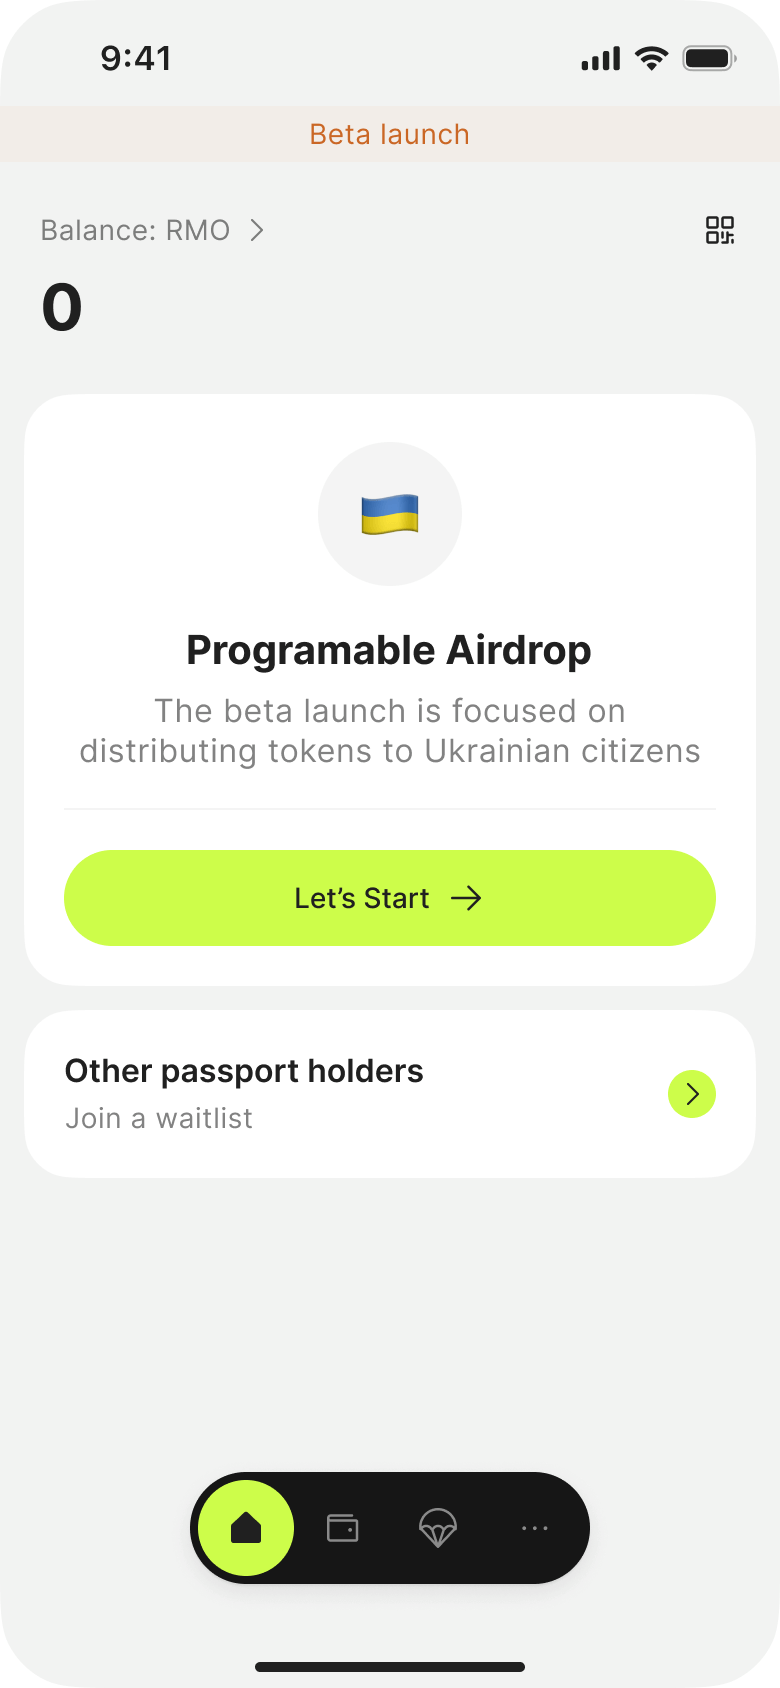 9:41
Beta launch
Balance: RMO
0
Programable Airdrop
The beta launch is focused on
distributing tokens to Ukrainian citizens
Let’s Start
Other passport holders
Join a waitlist